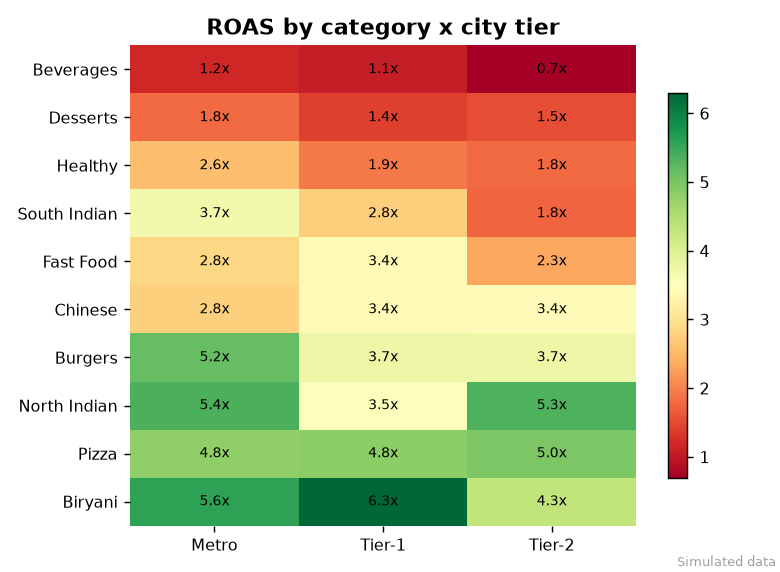 ROAS by category x city tier
Beverages 1.2x 1.1x 0.7x
Desserts 1.8x 1.4x 1.5x
Healthy 2.6x 1.9x 1.8x
South Indian 3.7x 2.8x 1.8x
Fast Food 2.8x 3.4x 2.3x
Chinese 2.8x 3.4x 3.4x
Burgers 5.2x 3.7x 3.7x
North Indian 5.4x 3.5x 5.3x
Pizza 4.8x 4.8x 5.0x
Biryani 5.6x 6.3x 4.3x
Metro Tier-1 Tier-2
6
5
4
3
2
1
Simulated data